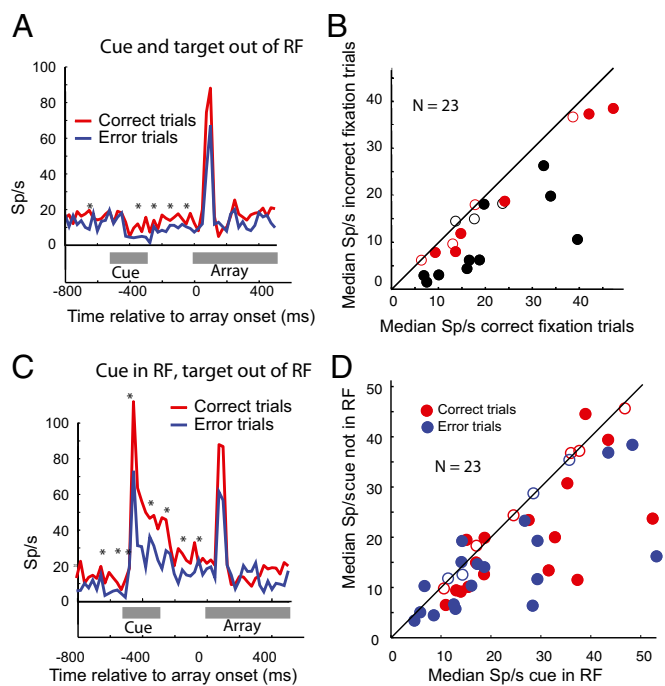 A
Cue and target out of RF
100
80
60
40
20
0
Sp/s
Correct trials
Error trials
* * * * *
Cue
Array
-800 -400 0 400
Time relative to array onset (ms)
B
N = 23
Median Sp/s incorrect fixation trials
40
30
20
10
0
0 10 20 30 40
Median Sp/s correct fixation trials
C
Cue in RF, target out of RF
100
80
60
40
20
0
Sp/s
Correct trials
Error trials
* * * * * * * *
Cue
Array
-800 -400 0 400
Time relative to array onset (ms)
D
Correct trials
Error trials
N = 23
Median Sp/scue not in RF
50
40
30
20
10
0
0 10 20 30 40 50
Median Sp/s cue in RF